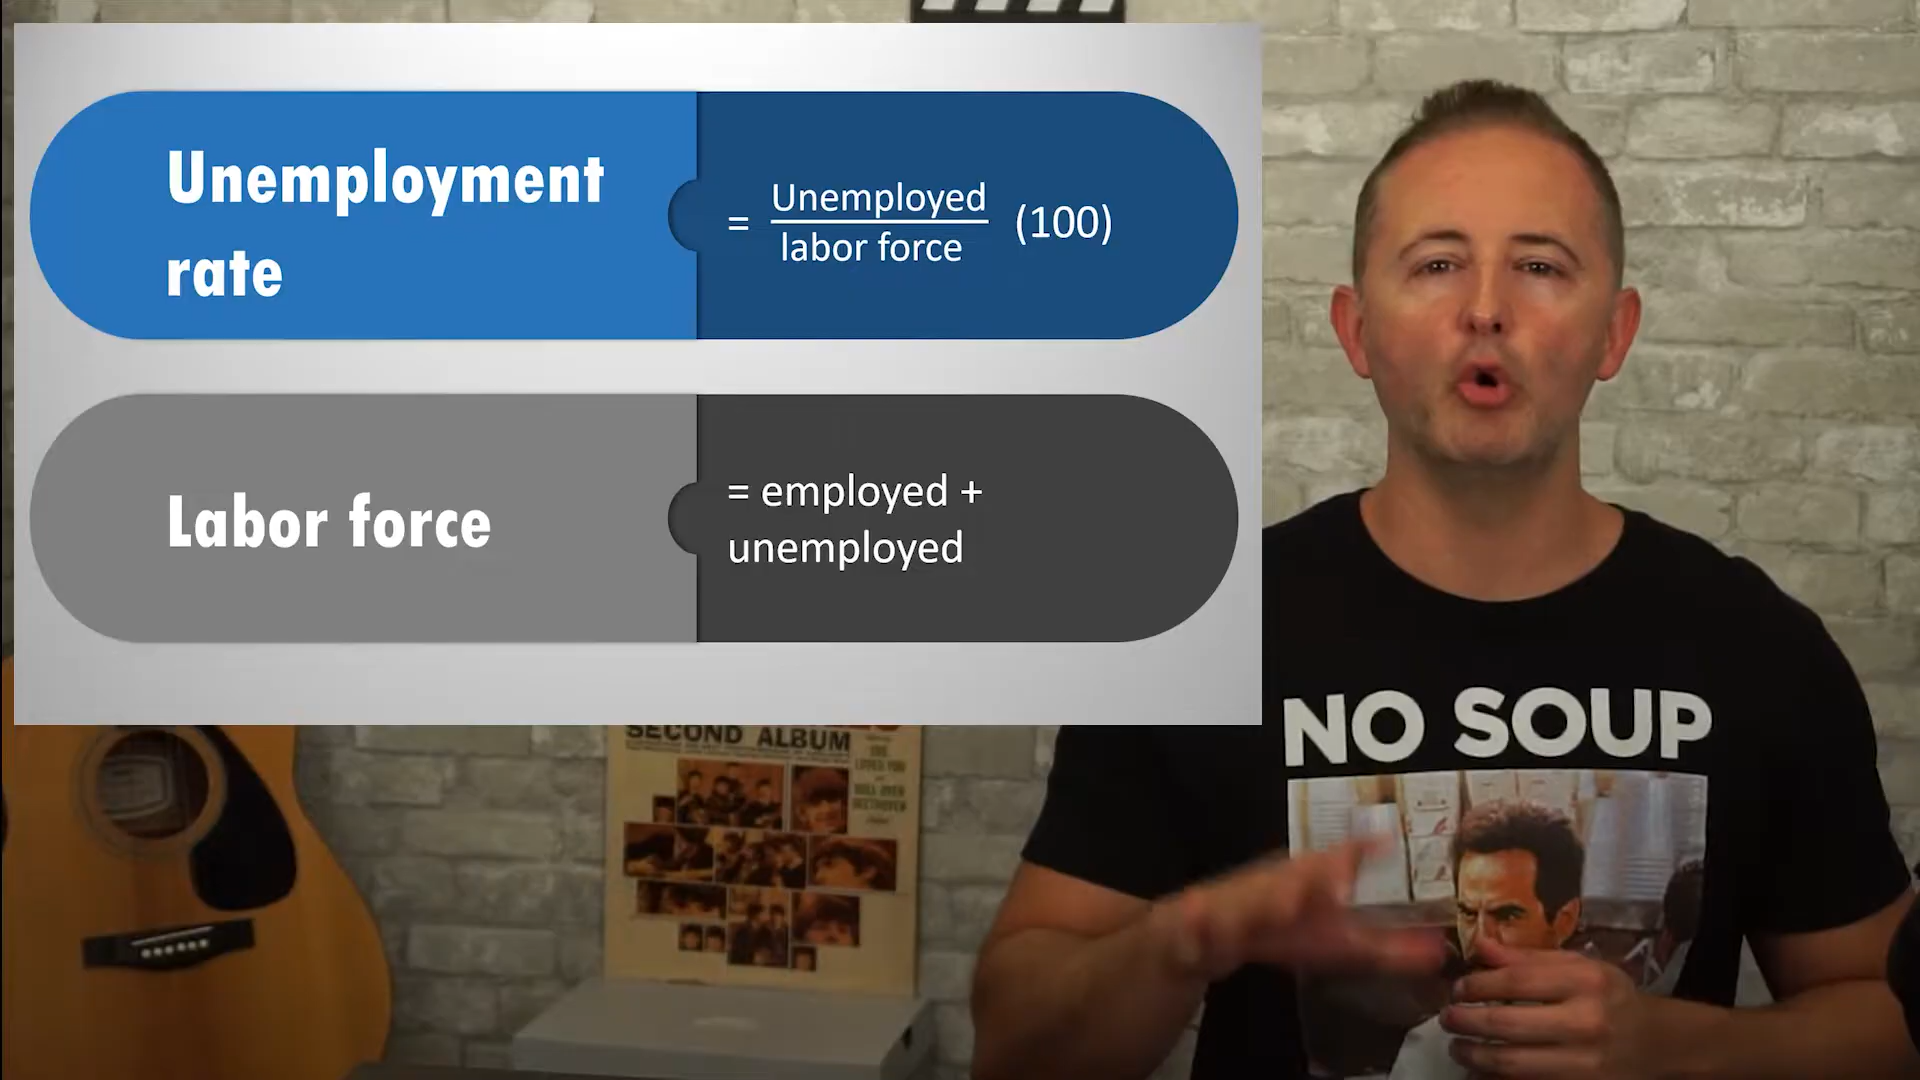 Unemployment
rate
= Unemployed
labor force
(100)
Labor force
= employed +
unemployed
SECOND ALBUM
NO SOUP